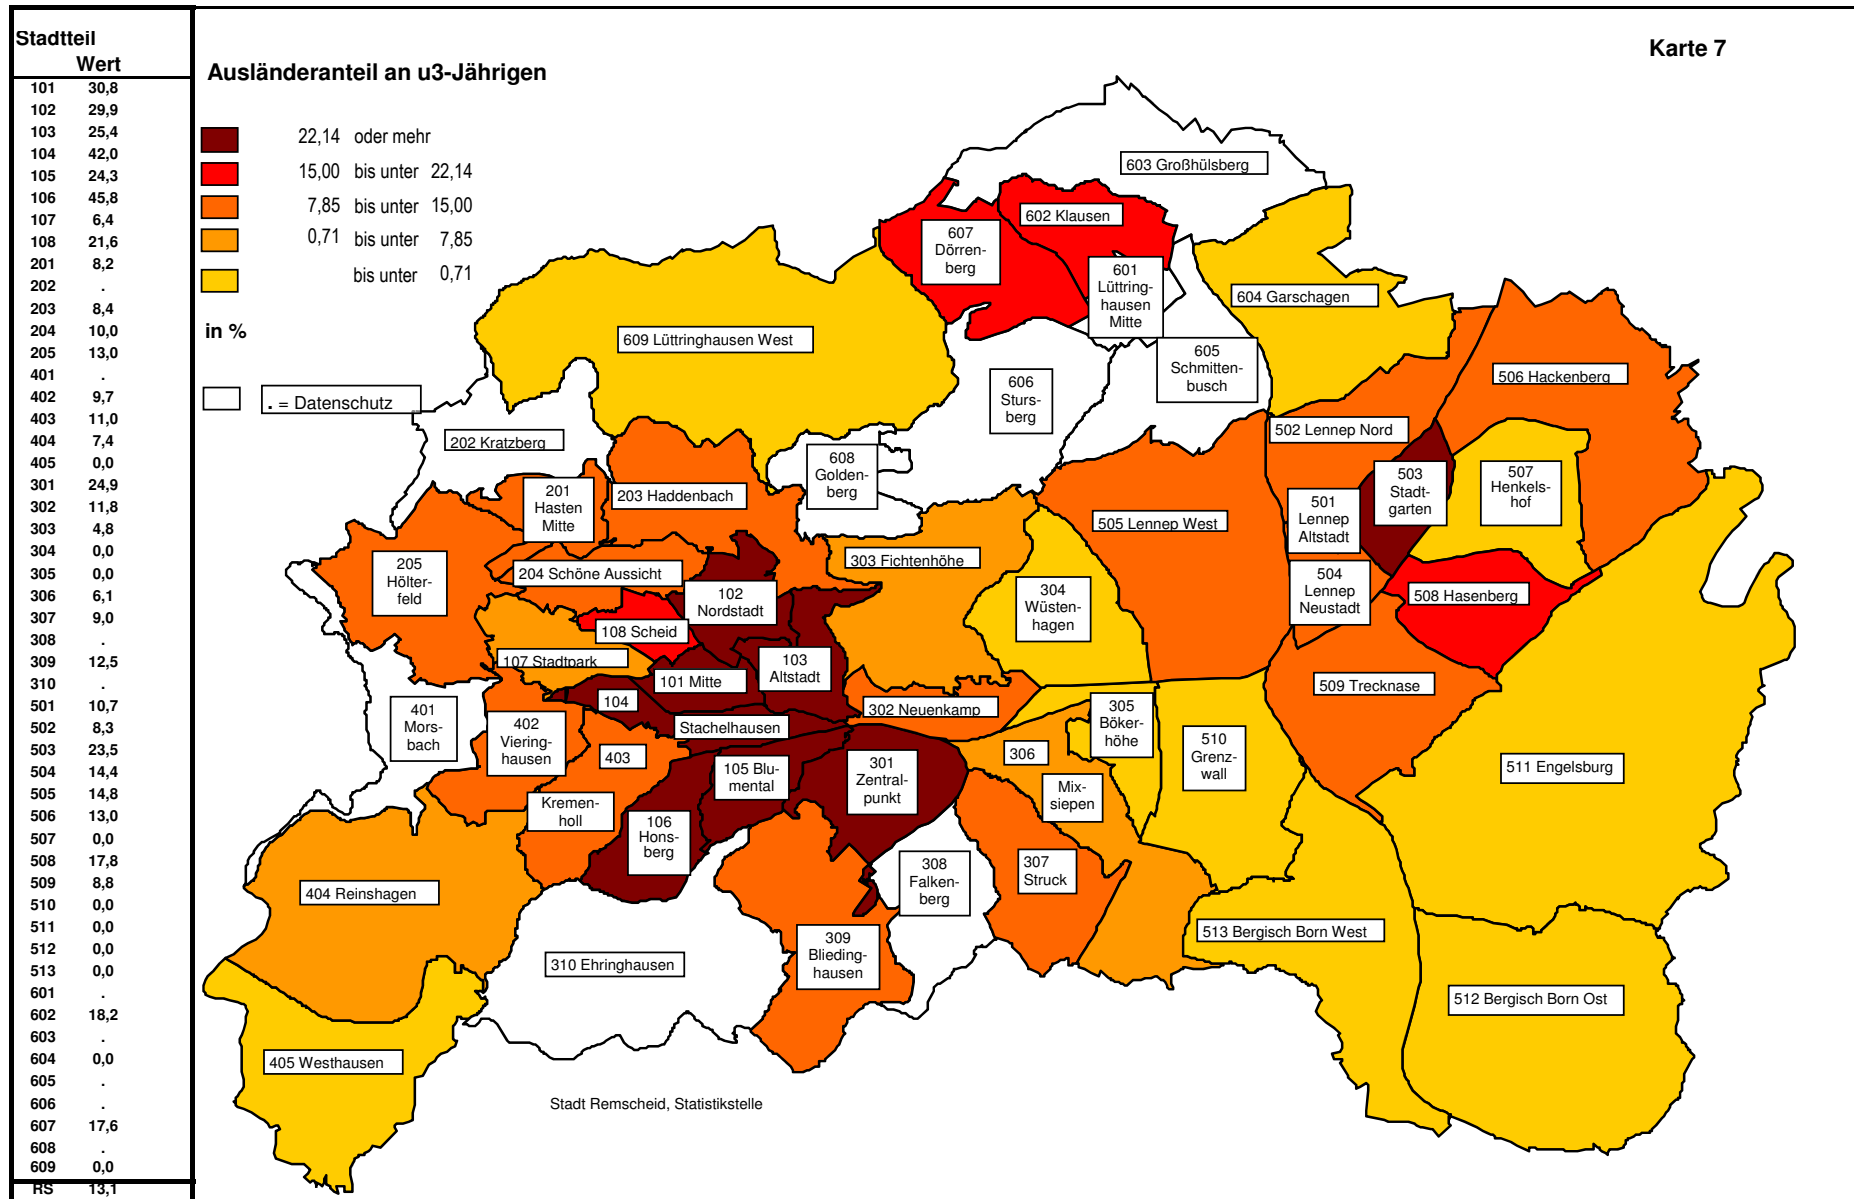 Stadtteil
Wert
101 30,8
102 29,9
103 25,4
104 42,0
105 24,3
106 45,8
107 6,4
108 21,6
201 8,2
202 .
203 8,4
204 10,0
205 13,0
401 .
402 9,7
403 11,0
404 7,4
405 0,0
301 24,9
302 11,8
303 4,8
304 0,0
305 0,0
306 6,1
307 9,0
308 .
309 12,5
310 .
501 10,7
502 8,3
503 23,5
504 14,4
505 14,8
506 13,0
507 0,0
508 17,8
509 8,8
510 0,0
511 0,0
512 0,0
513 0,0
601 .
602 18,2
603 .
604 0,0
605 .
606 .
607 17,6
608 .
609 0,0
RS 13,1
Karte 7
Ausländeranteil an u3-Jährigen
22,14 oder mehr
15,00 bis unter 22,14
7,85 bis unter 15,00
0,71 bis unter 7,85
bis unter 0,71
in %
. = Datenschutz
603 Großhülsberg
602 Klausen
607
Dörren-
berg
601
Lüttring-
hausen
Mitte
604 Garschagen
609 Lüttringhausen West
605
Schmitten-
busch
606
Sturs-
berg
506 Hackenberg
502 Lennep Nord
202 Kratzberg
608
Golden-
berg
503
Stadt-
garten
507
Henkels-
hof
201
Hasten
Mitte
203 Haddenbach
501
Lennep
Altstadt
505 Lennep West
205
Hölter-
feld
204 Schöne Aussicht
303 Fichtenhöhe
102
Nordstadt
304
Wüsten-
hagen
504
Lennep
Neustadt
508 Hasenberg
108 Scheid
107 Stadtpark
103
Altstadt
101 Mitte
509 Trecknase
104
Stachelhausen
302 Neuenkamp
401
Mors-
bach
402
Viering-
hausen
403
Kremen-
holl
305
Böker-
höhe
510
Grenz-
wall
306
Mix-
siepen
105 Blu-
mental
301
Zentral-
punkt
511 Engelsburg
106
Hons-
berg
307
Struck
308
Falken-
berg
404 Reinshagen
309
Blieding-
hausen
513 Bergisch Born West
310 Ehringhausen
512 Bergisch Born Ost
405 Westhausen
Stadt Remscheid, Statistikstelle